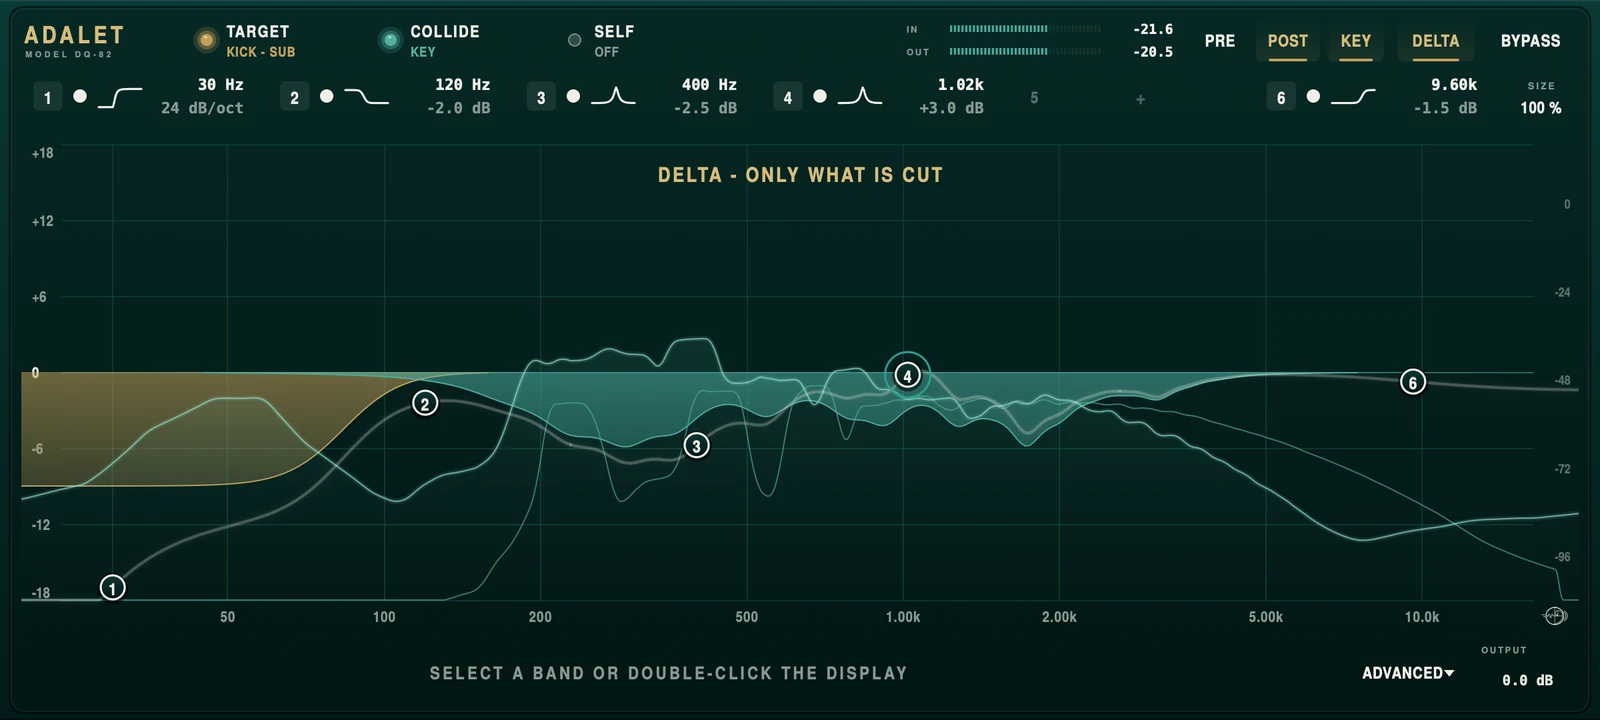 ADALET
MODEL DQ-82
TARGET
KICK - SUB
COLLIDE
KEY
SELF
OFF
IN -21.6
OUT -20.5
PRE POST KEY DELTA BYPASS
1 30 Hz
24 dB/oct
2 120 Hz
-2.0 dB
3 400 Hz
-2.5 dB
4 1.02k
+3.0 dB
5 +
6 9.60k
-1.5 dB
SIZE
100 %
DELTA - ONLY WHAT IS CUT
+18
+12
+6
0
-6
-12
-18
0
-24
-48
-72
-96
1
2
3
4
6
50 100 200 500 1.00k 2.00k 5.00k 10.0k
SELECT A BAND OR DOUBLE-CLICK THE DISPLAY
ADVANCED▾
OUTPUT
0.0 dB